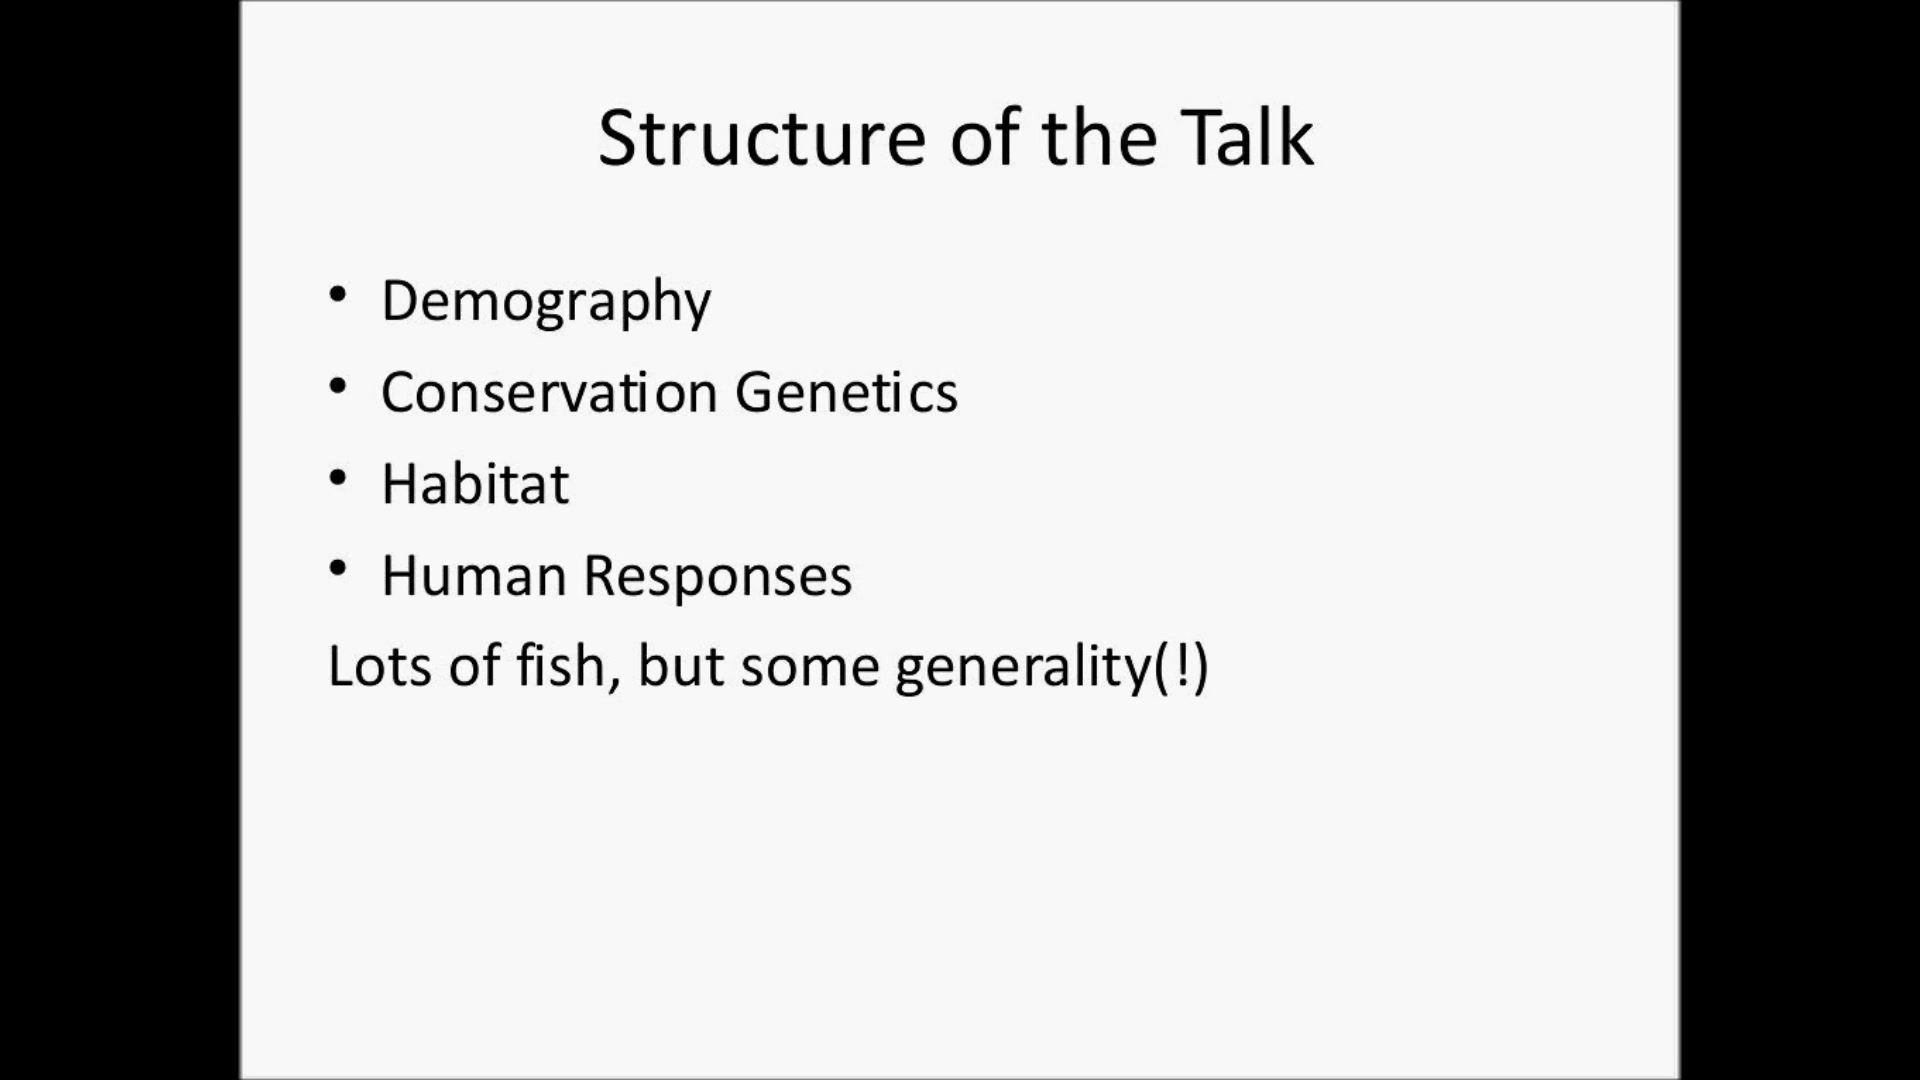 Structure of the Talk
• Demography
• Conservation Genetics
• Habitat
• Human Responses
Lots of fish, but some generality(!)